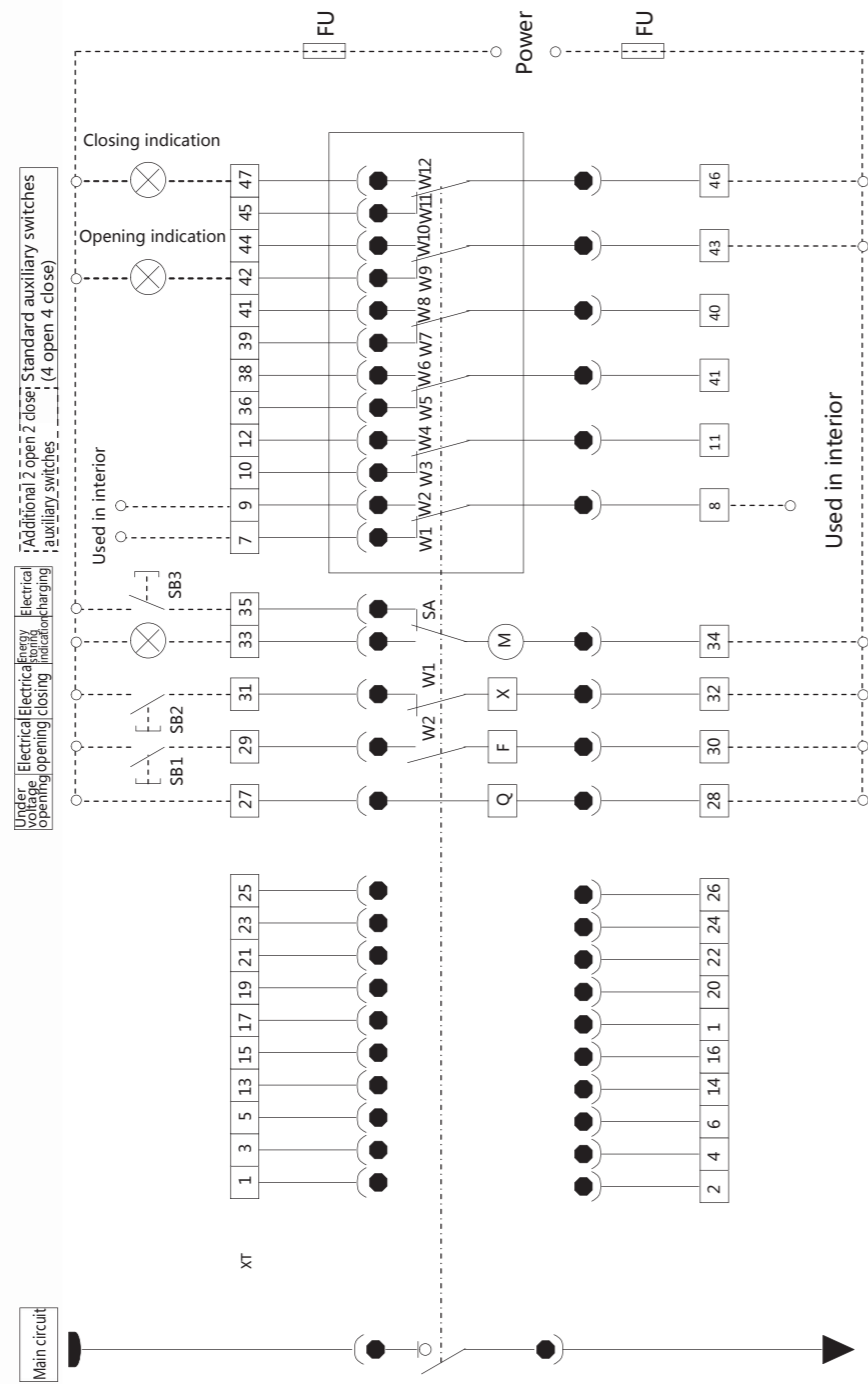 Main circuit
Under voltage opening
Electrical opening
Electrical closing
Energy storing indication
Electrical charging
Additional 2 open 2 close auxiliary switches
Standard auxiliary switches
(4 open 4 close)
SB1
SB2
SB3
Used in interior
Opening indication
Closing indication
XT
1 3 5 13 15 17 19 21 23 25 27 29 31 33 35 7 9 10 12 36 38 39 41 42 44 45 47
FU
W2 W1 SA
W1 W2 W3 W4 W5 W6 W7 W8 W9 W10 W11 W12
Q F X M
Power
2 4 6 14 16 1 20 22 24 26 28 30 32 34 8 11 41 40 43 46
FU
Used in interior